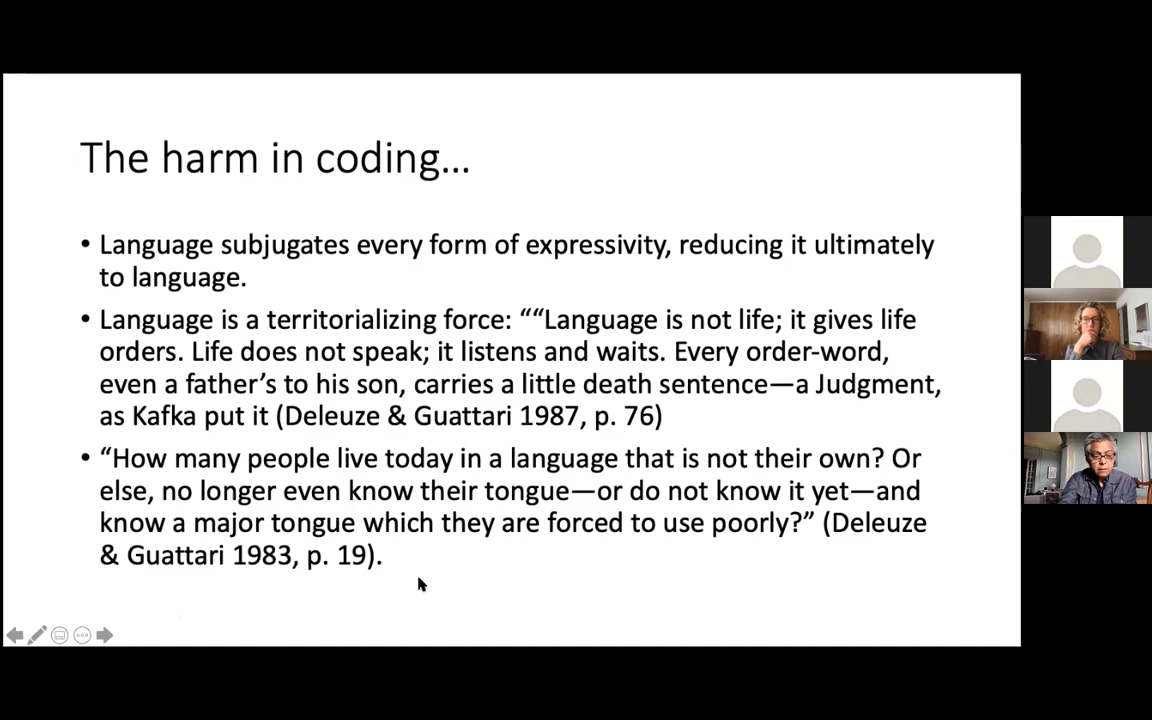 The harm in coding...
• Language subjugates every form of expressivity, reducing it ultimately
to language.
• Language is a territorializing force: ““Language is not life; it gives life
orders. Life does not speak; it listens and waits. Every order-word,
even a father’s to his son, carries a little death sentence—a Judgment,
as Kafka put it (Deleuze & Guattari 1987, p. 76)
• “How many people live today in a language that is not their own? Or
else, no longer even know their tongue—or do not know it yet—and
know a major tongue which they are forced to use poorly?” (Deleuze
& Guattari 1983, p. 19).